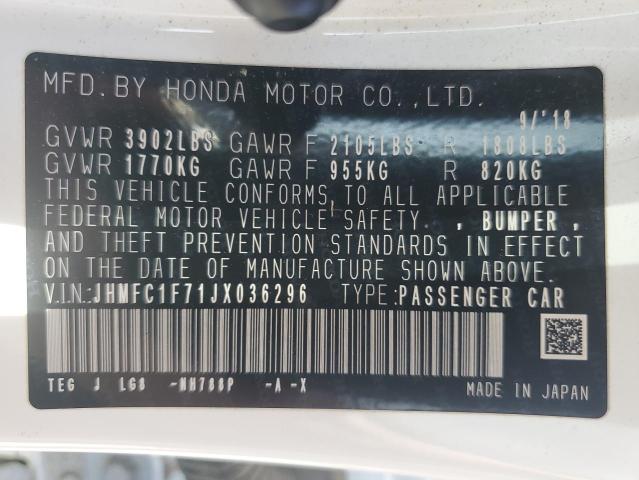 MFD.BY HONDA MOTOR CO.,LTD.
9/'18
GVWR 3902LBS GAWR F 2105LBS R 1808LBS
GVWR 1770KG GAWR F 955KG R 820KG
THIS VEHICLE CONFORMS TO ALL APPLICABLE
FEDERAL MOTOR VEHICLE SAFETY. , BUMPER ,
AND THEFT PREVENTION STANDARDS IN EFFECT
ON THE DATE OF MANUFACTURE SHOWN ABOVE.
V.I.N:JHMFC1F71JX036296 TYPE:PASSENGER CAR
TEG J LG8 -NH788P -A -X
MADE IN JAPAN